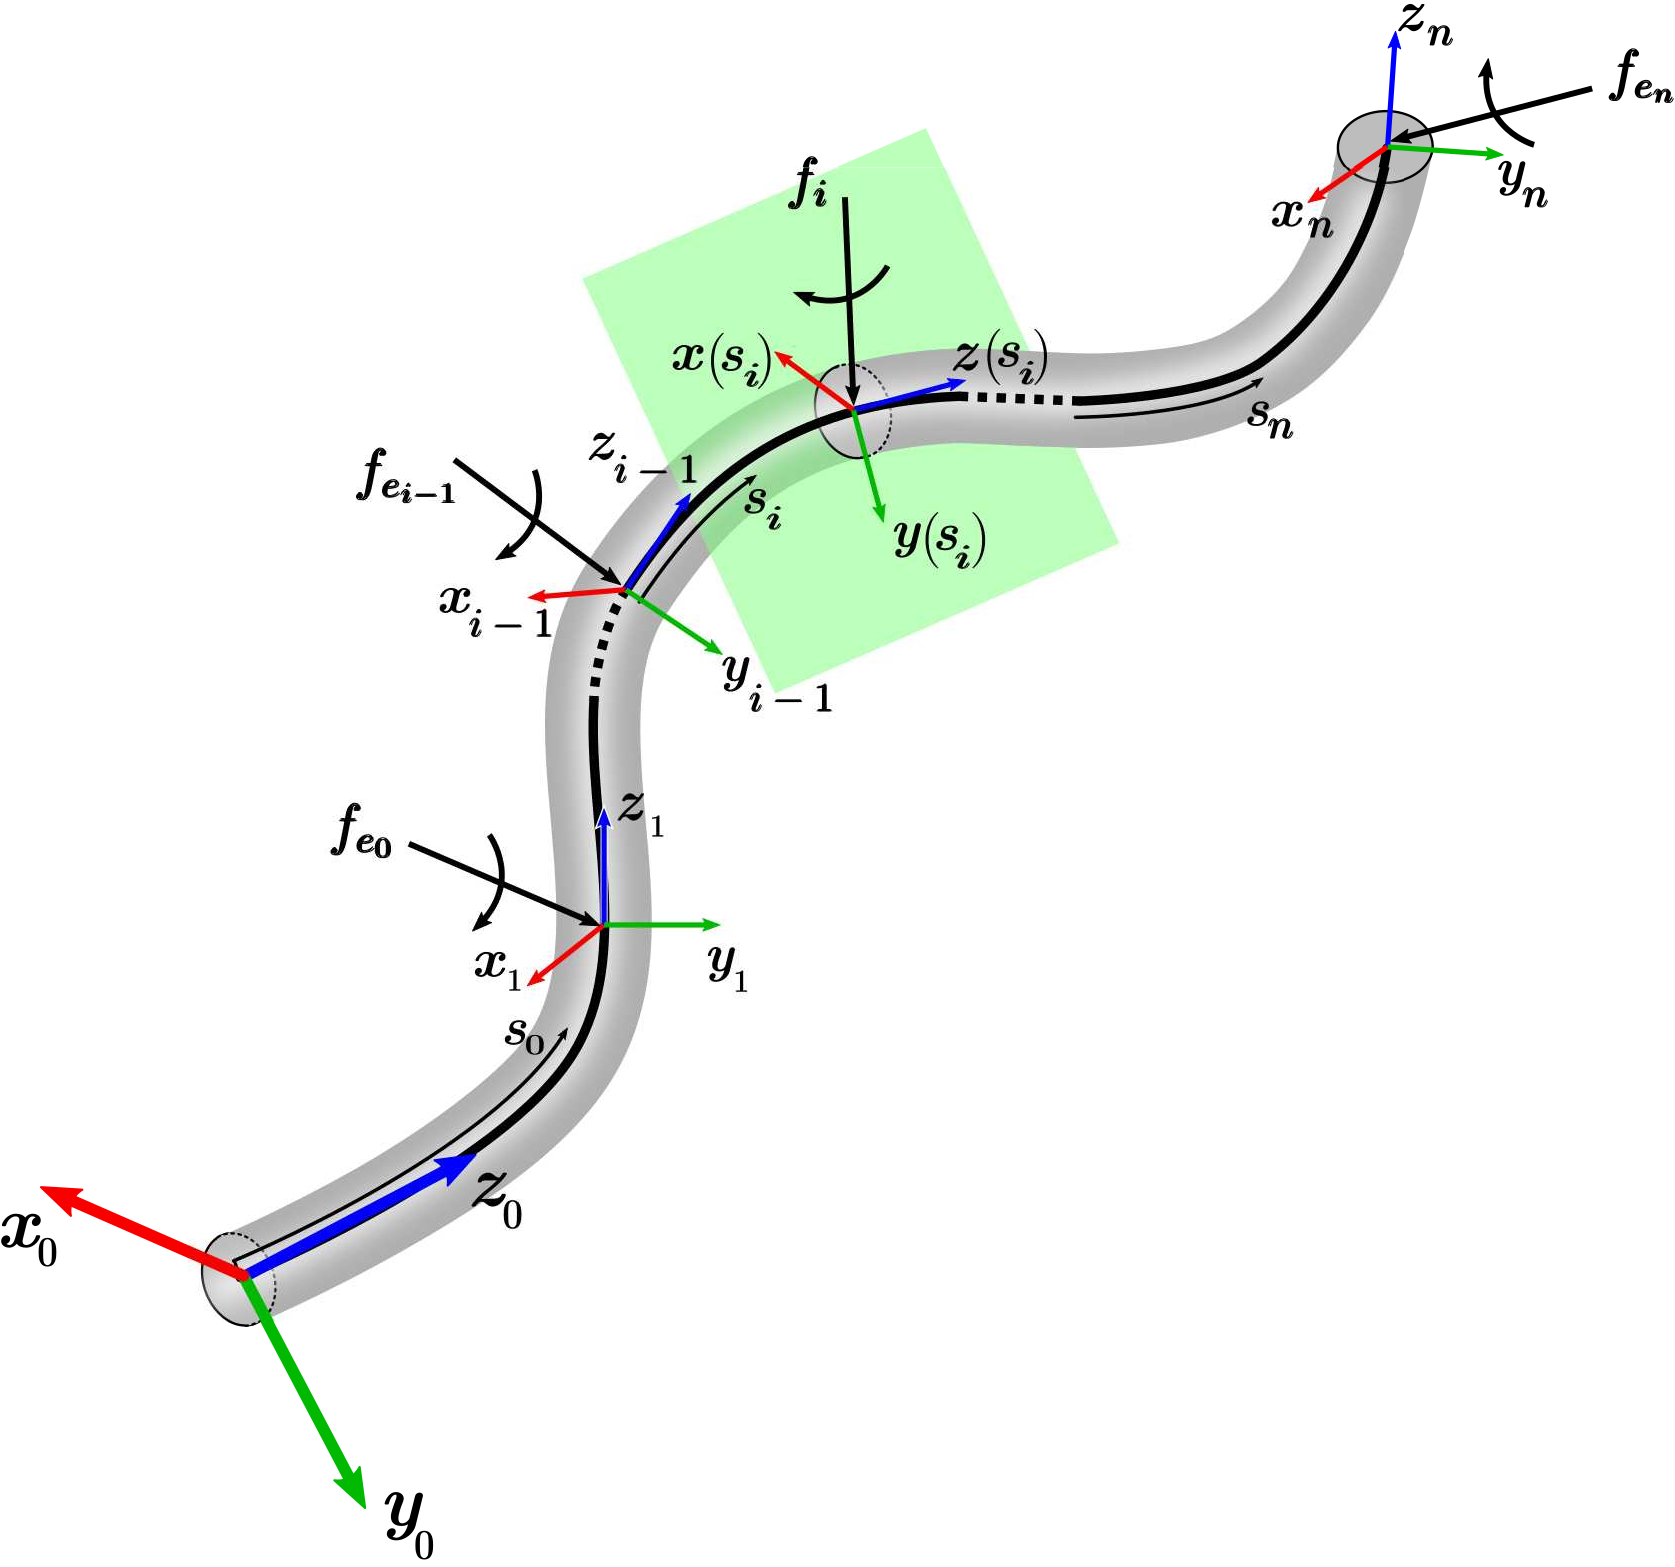 z_n
f_{e_n}
f_i
y_n
x_n
x(s_i)
z(s_i)
s_n
z_{i-1}
f_{e_{i-1}}
s_i
y(s_i)
x_{i-1}
y_{i-1}
z_1
f_{e_0}
x_1
y_1
s_0
z_0
x_0
y_0